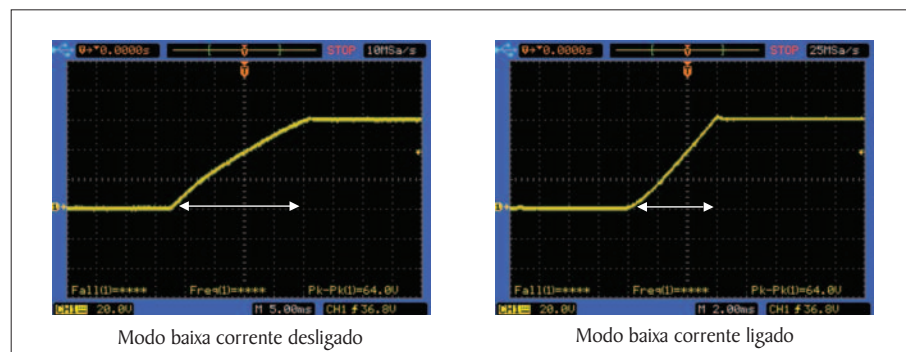 0.0000s STOP 10MSa/s
Fall(1)=**** Freq(1)=**** Pk-Pk(1)=64.0V
CH1 20.0V M 5.00ms CH1 36.8V
Modo baixa corrente desligado
0.0000s STOP 25MSa/s
Fall(1)=**** Freq(1)=**** Pk-Pk(1)=64.0V
CH1 20.0V M 2.00ms CH1 36.8V
Modo baixa corrente ligado